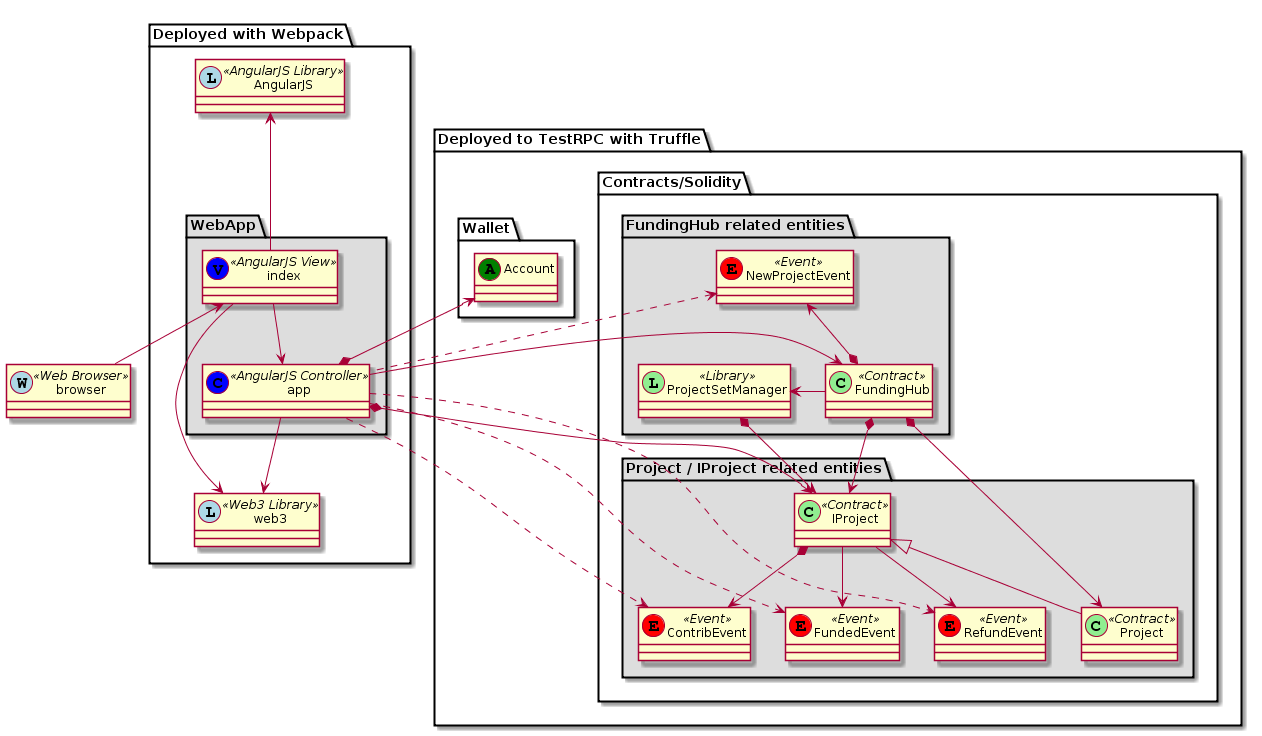 Deployed with Webpack
L «AngularJS Library»
AngularJS
Deployed to TestRPC with Truffle
Contracts/Solidity
WebApp
Wallet
FundingHub related entities
V «AngularJS View»
index
A Account
E «Event»
NewProjectEvent
W «Web Browser»
browser
C «AngularJS Controller»
app
L «Library»
ProjectSetManager
C «Contract»
FundingHub
Project / IProject related entities
L «Web3 Library»
web3
C «Contract»
IProject
E «Event»
ContribEvent
E «Event»
FundedEvent
E «Event»
RefundEvent
C «Contract»
Project